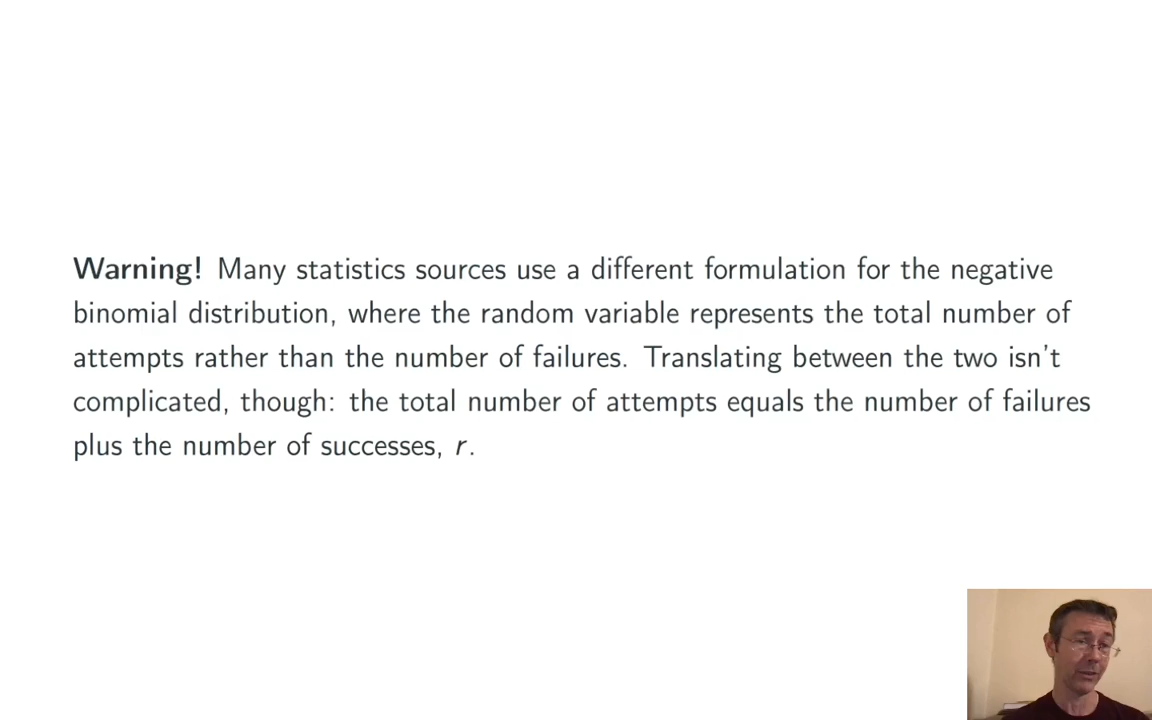 Warning! Many statistics sources use a different formulation for the negative
binomial distribution, where the random variable represents the total number of
attempts rather than the number of failures. Translating between the two isn't
complicated, though: the total number of attempts equals the number of failures
plus the number of successes, r.